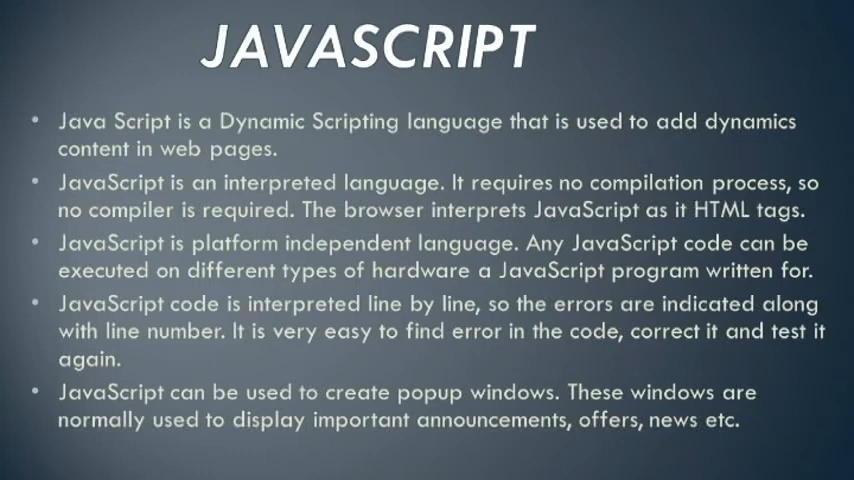 JAVASCRIPT
• Java Script is a Dynamic Scripting language that is used to add dynamics
content in web pages.
• JavaScript is an interpreted language. It requires no compilation process, so
no compiler is required. The browser interprets JavaScript as it HTML tags.
• JavaScript is platform independent language. Any JavaScript code can be
executed on different types of hardware a JavaScript program written for.
• JavaScript code is interpreted line by line, so the errors are indicated along
with line number. It is very easy to find error in the code, correct it and test it
again.
• JavaScript can be used to create popup windows. These windows are
normally used to display important announcements, offers, news etc.